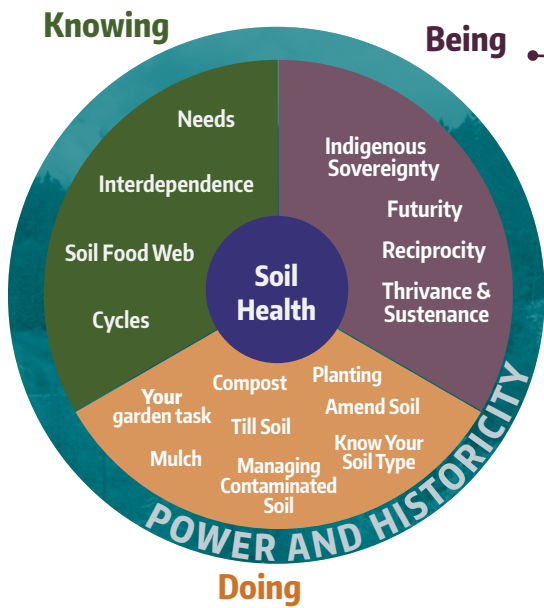 Knowing
Being
Needs
Interdependence
Soil Food Web
Cycles
Indigenous
Sovereignty
Futurity
Reciprocity
Thrivance &
Sustenance
Soil
Health
Your
garden task
Compost
Planting
Till Soil
Amend Soil
Mulch
Managing
Contaminated
Soil
Know Your
Soil Type
POWER AND HISTORICITY
Doing